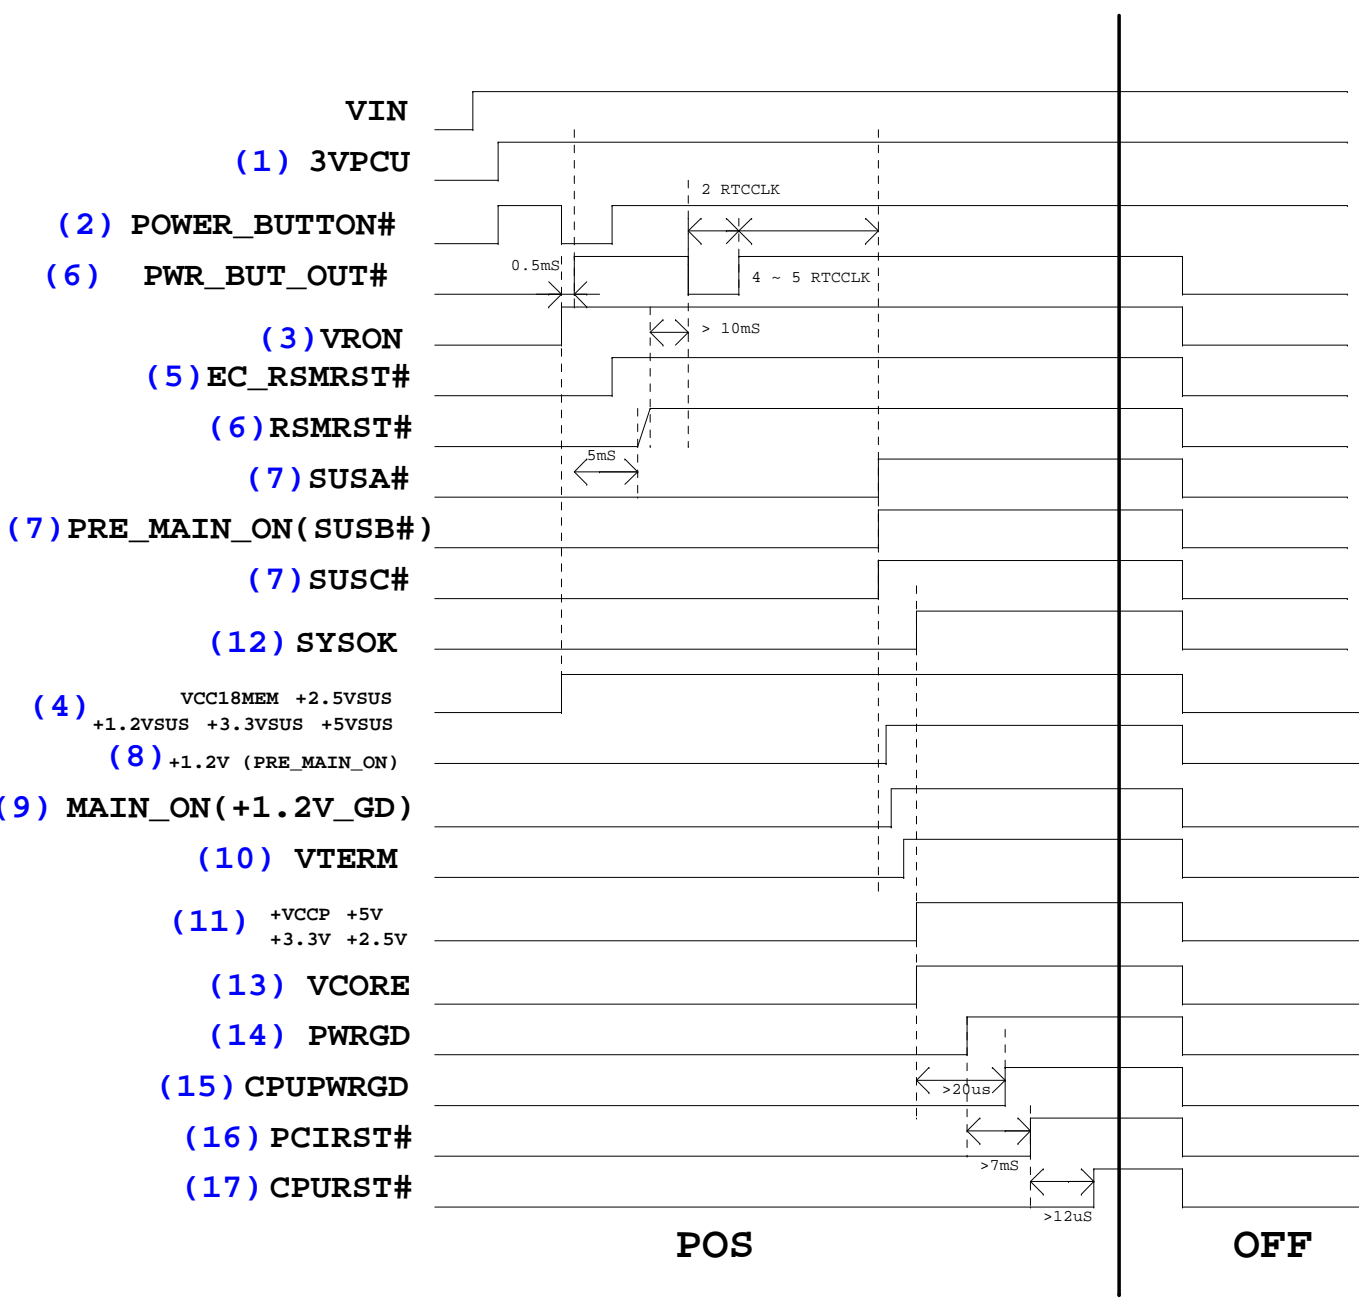 VIN
(1) 3VPCU
2 RTCCLK
(2) POWER_BUTTON#
0.5mS
(6) PWR_BUT_OUT#
4 ~ 5 RTCCLK
(3)VRON
> 10mS
(5)EC_RSMRST#
(6)RSMRST#
5mS
(7)SUSA#
(7)PRE_MAIN_ON(SUSB#)
(7)SUSC#
(12)SYSOK
(4) VCC18MEM +2.5VSUS
+1.2VSUS +3.3VSUS +5VSUS
(8)+1.2V (PRE_MAIN_ON)
(9) MAIN_ON(+1.2V_GD)
(10) VTERM
(11) +VCCP +5V
+3.3V +2.5V
(13) VCORE
(14) PWRGD
(15)CPUPWRGD
>20us
(16)PCIRST#
>7mS
(17)CPURST#
>12uS
POS
OFF